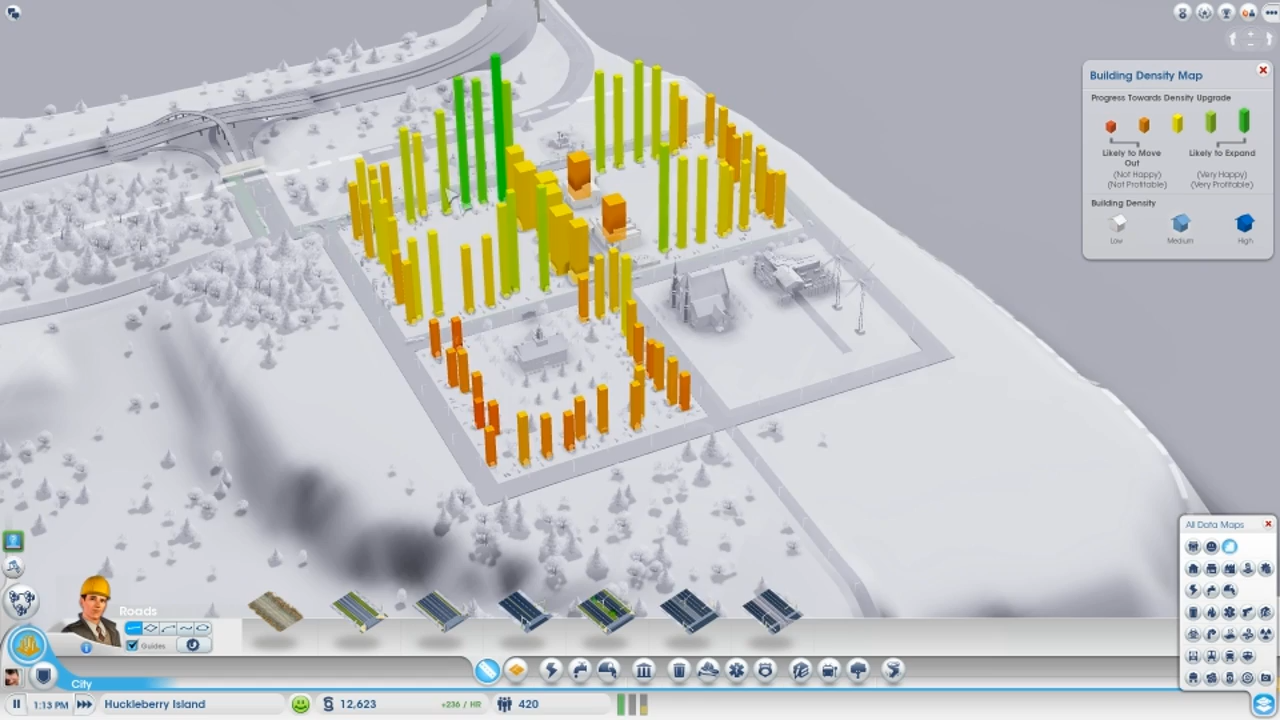 Building Density Map
Progress Towards Density Upgrade
Likely to Move Out
(Not Happy)
(Not Profitable)
Likely to Expand
(Very Happy)
(Very Profitable)
Building Density
Low
Medium
High
All Data Maps
Roads
Guides
City
1:13 PM
Huckleberry Island
12,623
+236 / HR
420